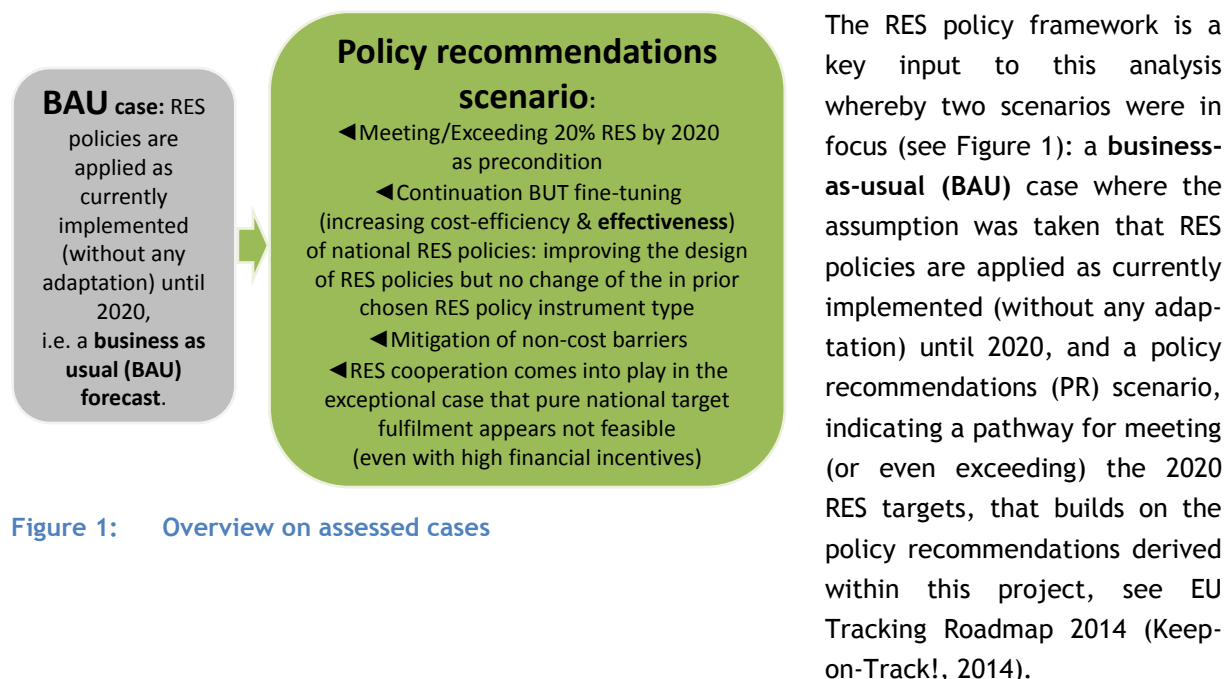 BAU case: RES
policies are
applied as
currently
implemented
(without any
adaptation) until
2020,
i.e. a business as
usual (BAU)
forecast.
Policy recommendations
scenario:
◄Meeting/Exceeding 20% RES by 2020
as precondition
◄Continuation BUT fine-tuning
(increasing cost-efficiency & effectiveness)
of national RES policies: improving the design
of RES policies but no change of the in prior
chosen RES policy instrument type
◄Mitigation of non-cost barriers
◄RES cooperation comes into play in the
exceptional case that pure national target
fulfilment appears not feasible
(even with high financial incentives)
Figure 1: Overview on assessed cases
The RES policy framework is a
key input to this analysis
whereby two scenarios were in
focus (see Figure 1): a business-
as-usual (BAU) case where the
assumption was taken that RES
policies are applied as currently
implemented (without any adap-
tation) until 2020, and a policy
recommendations (PR) scenario,
indicating a pathway for meeting
(or even exceeding) the 2020
RES targets, that builds on the
policy recommendations derived
within this project, see EU
Tracking Roadmap 2014 (Keep-
on-Track!, 2014).